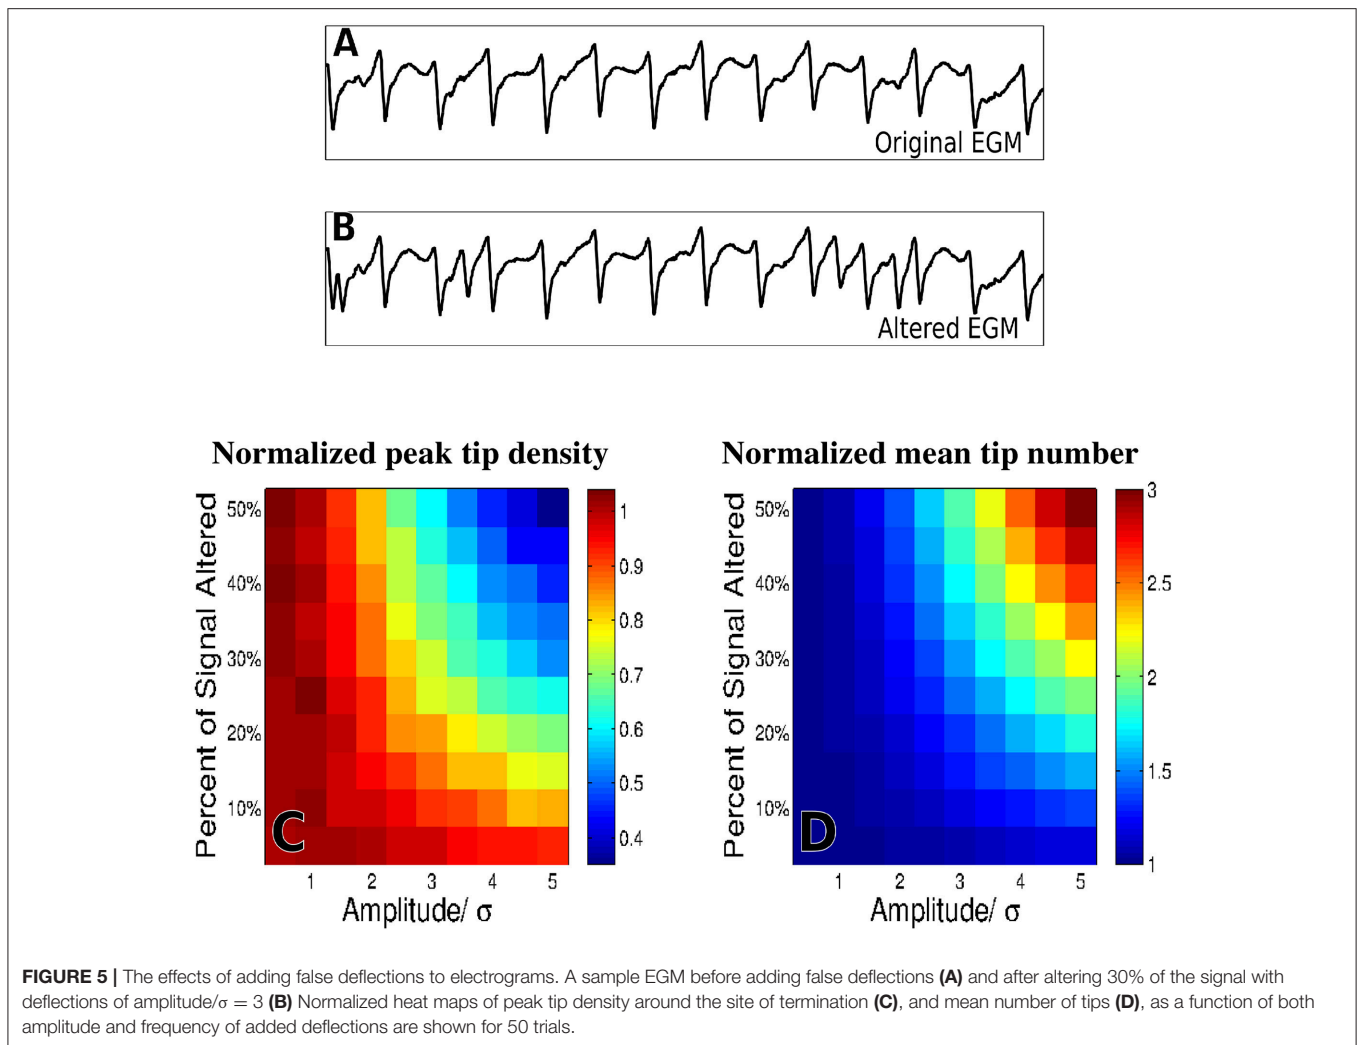 A
Original EGM
B
Altered EGM
Normalized peak tip density
Percent of Signal Altered
50%
40%
30%
20%
10%
C
1
2
3
4
5
Amplitude/ σ
1
0.9
0.8
0.7
0.6
0.5
0.4
Normalized mean tip number
Percent of Signal Altered
50%
40%
30%
20%
10%
D
1
2
3
4
5
Amplitude/ σ
3
2.5
2
1.5
1
FIGURE 5 | The effects of adding false deflections to electrograms. A sample EGM before adding false deflections (A) and after altering 30% of the signal with
deflections of amplitude/σ = 3 (B) Normalized heat maps of peak tip density around the site of termination (C), and mean number of tips (D), as a function of both
amplitude and frequency of added deflections are shown for 50 trials.